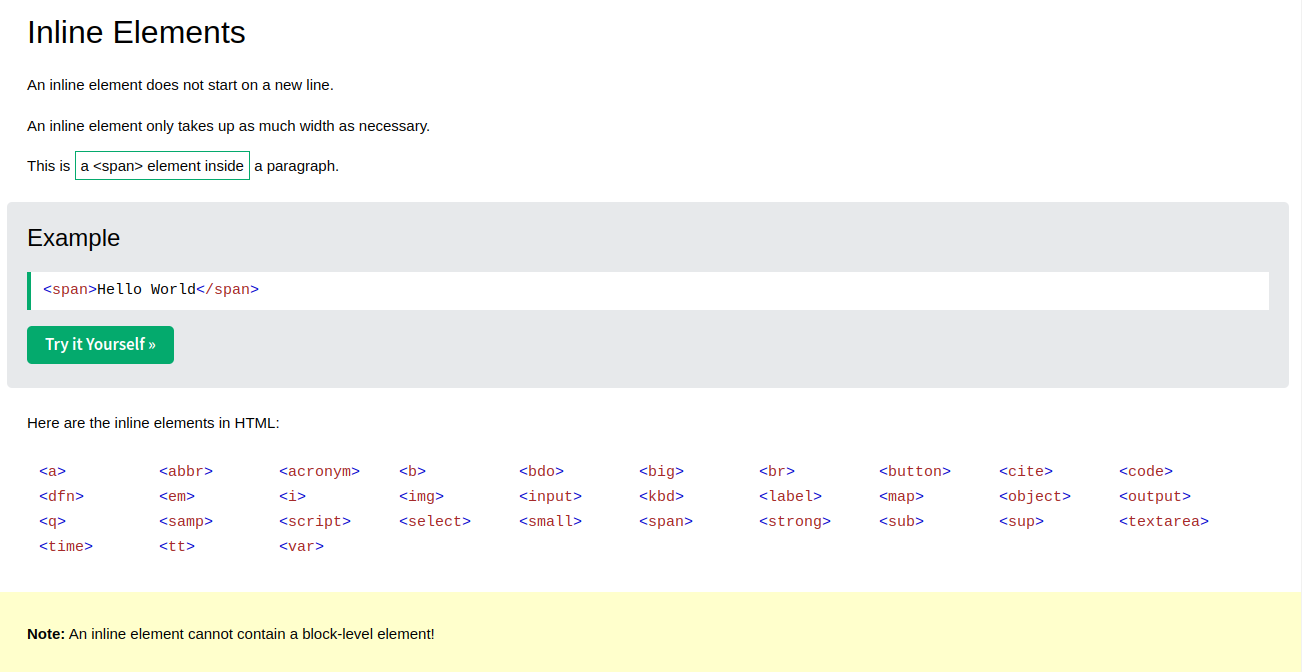 Inline Elements
An inline element does not start on a new line.
An inline element only takes up as much width as necessary.
This is a <span> element inside a paragraph.
Example
<span>Hello World</span>
Try it Yourself »
Here are the inline elements in HTML:
<a> <abbr> <acronym> <b> <bdo> <big> <br> <button> <cite> <code>
<dfn> <em> <i> <img> <input> <kbd> <label> <map> <object> <output>
<q> <samp> <script> <select> <small> <span> <strong> <sub> <sup> <textarea>
<time> <tt> <var>
Note: An inline element cannot contain a block-level element!